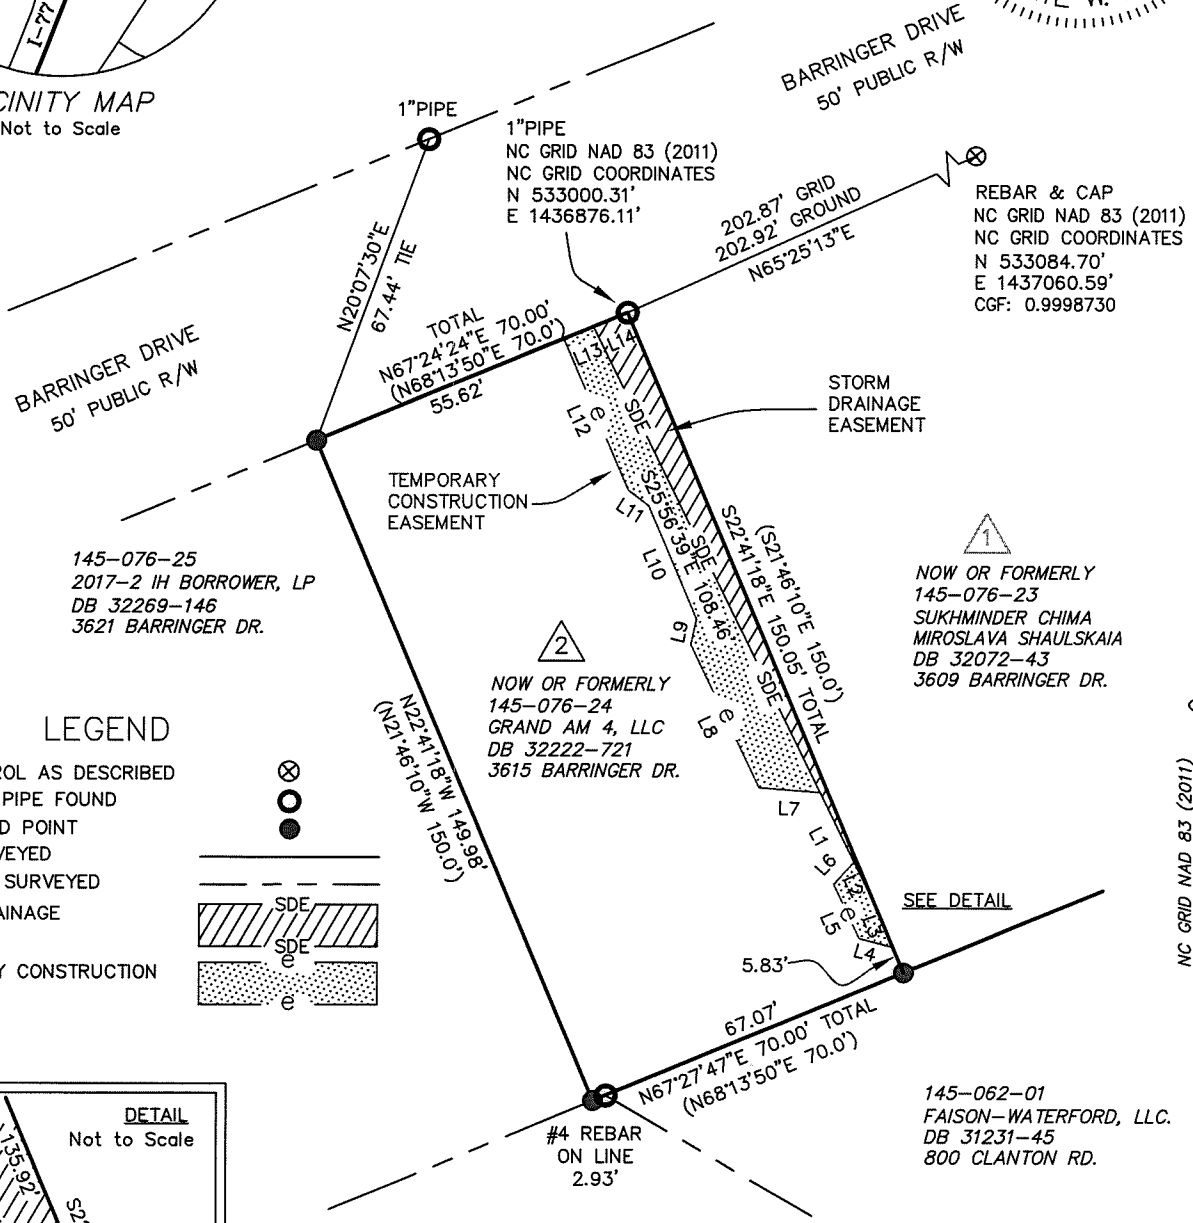 I-77
CINITY MAP
Not to Scale
BARRINGER DRIVE
50' PUBLIC R/W
1"PIPE
1"PIPE
NC GRID NAD 83 (2011)
NC GRID COORDINATES
N 533000.31'
E 1436876.11'
202.87' GRID
202.92' GROUND
N65°25'13"E
REBAR & CAP
NC GRID NAD 83 (2011)
NC GRID COORDINATES
N 533084.70'
E 1437060.59'
CGF: 0.9998730
N20°07'30"E
67.44' TIE
TOTAL
N67°24'24"E 70.00'
(N68°13'50"E 70.0')
55.62'
BARRINGER DRIVE
50' PUBLIC R/W
L13
L14
L12
e
SDE
STORM
DRAINAGE
EASEMENT
TEMPORARY
CONSTRUCTION
EASEMENT
L11
S25°56'39"E 108.46'
SDE
L10
S22°41'18"E 150.05' TOTAL
(S21°46'10"E 150.0')
145-076-25
2017-2 IH BORROWER, LP
DB 32269-146
3621 BARRINGER DR.
1
NOW OR FORMERLY
145-076-23
SUKHMINDER CHIMA
MIROSLAVA SHAULSKAIA
DB 32072-43
3609 BARRINGER DR.
2
NOW OR FORMERLY
145-076-24
GRAND AM 4, LLC
DB 32222-721
3615 BARRINGER DR.
L9
SDE
L8
e
L7
L1
L6
L2
e
L5
L3
L4
N22°41'18"W 149.98'
(N21°46'10"W 150.0')
LEGEND
ROL AS DESCRIBED
PIPE FOUND
D POINT
VEYED
SURVEYED
AINAGE
SDE
SDE
Y CONSTRUCTION
e
e
SEE DETAIL
5.83'
67.07'
N67°27'47"E 70.00' TOTAL
(N68°13'50"E 70.0')
#4 REBAR
ON LINE
2.93'
145-062-01
FAISON-WATERFORD, LLC.
DB 31231-45
800 CLANTON RD.
NC GRID NAD 83 (2011)
DETAIL
Not to Scale
135.92'